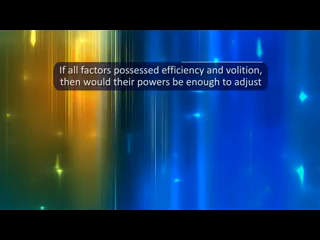 If all factors possessed efficiency and volition,
then would their powers be enough to adjust